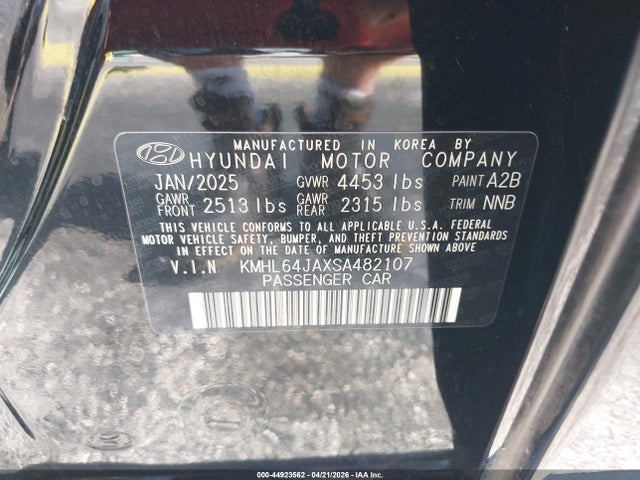 MANUFACTURED IN KOREA BY
HYUNDAI MOTOR COMPANY
JAN/2025 GVWR 4453 lbs PAINT A2B
GAWR FRONT 2513 lbs GAWR REAR 2315 lbs TRIM NNB
THIS VEHICLE CONFORMS TO ALL APPLICABLE U.S.A. FEDERAL
MOTOR VEHICLE SAFETY, BUMPER, AND THEFT PREVENTION STANDARDS
IN EFFECT ON THE DATE OF MANUFACTURE SHOWN ABOVE.
V.I.N KMHL64JAXSA482107
PASSENGER CAR
000-44923562 - 04/21/2026 - IAA, Inc.